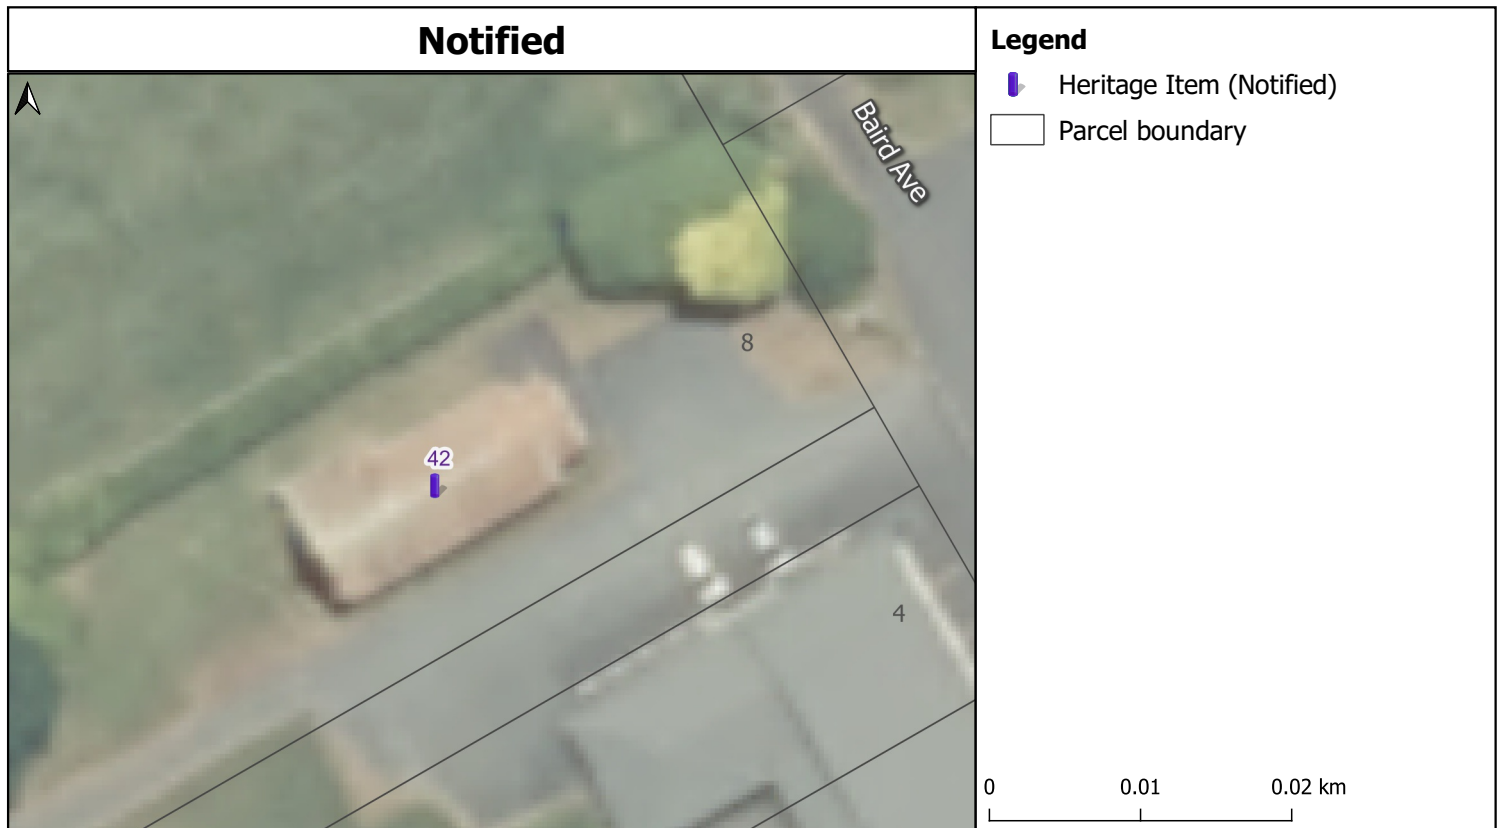 Notified
Legend
Heritage Item (Notified)
Parcel boundary
Baird Ave
8
42
4
0 0.01 0.02 km